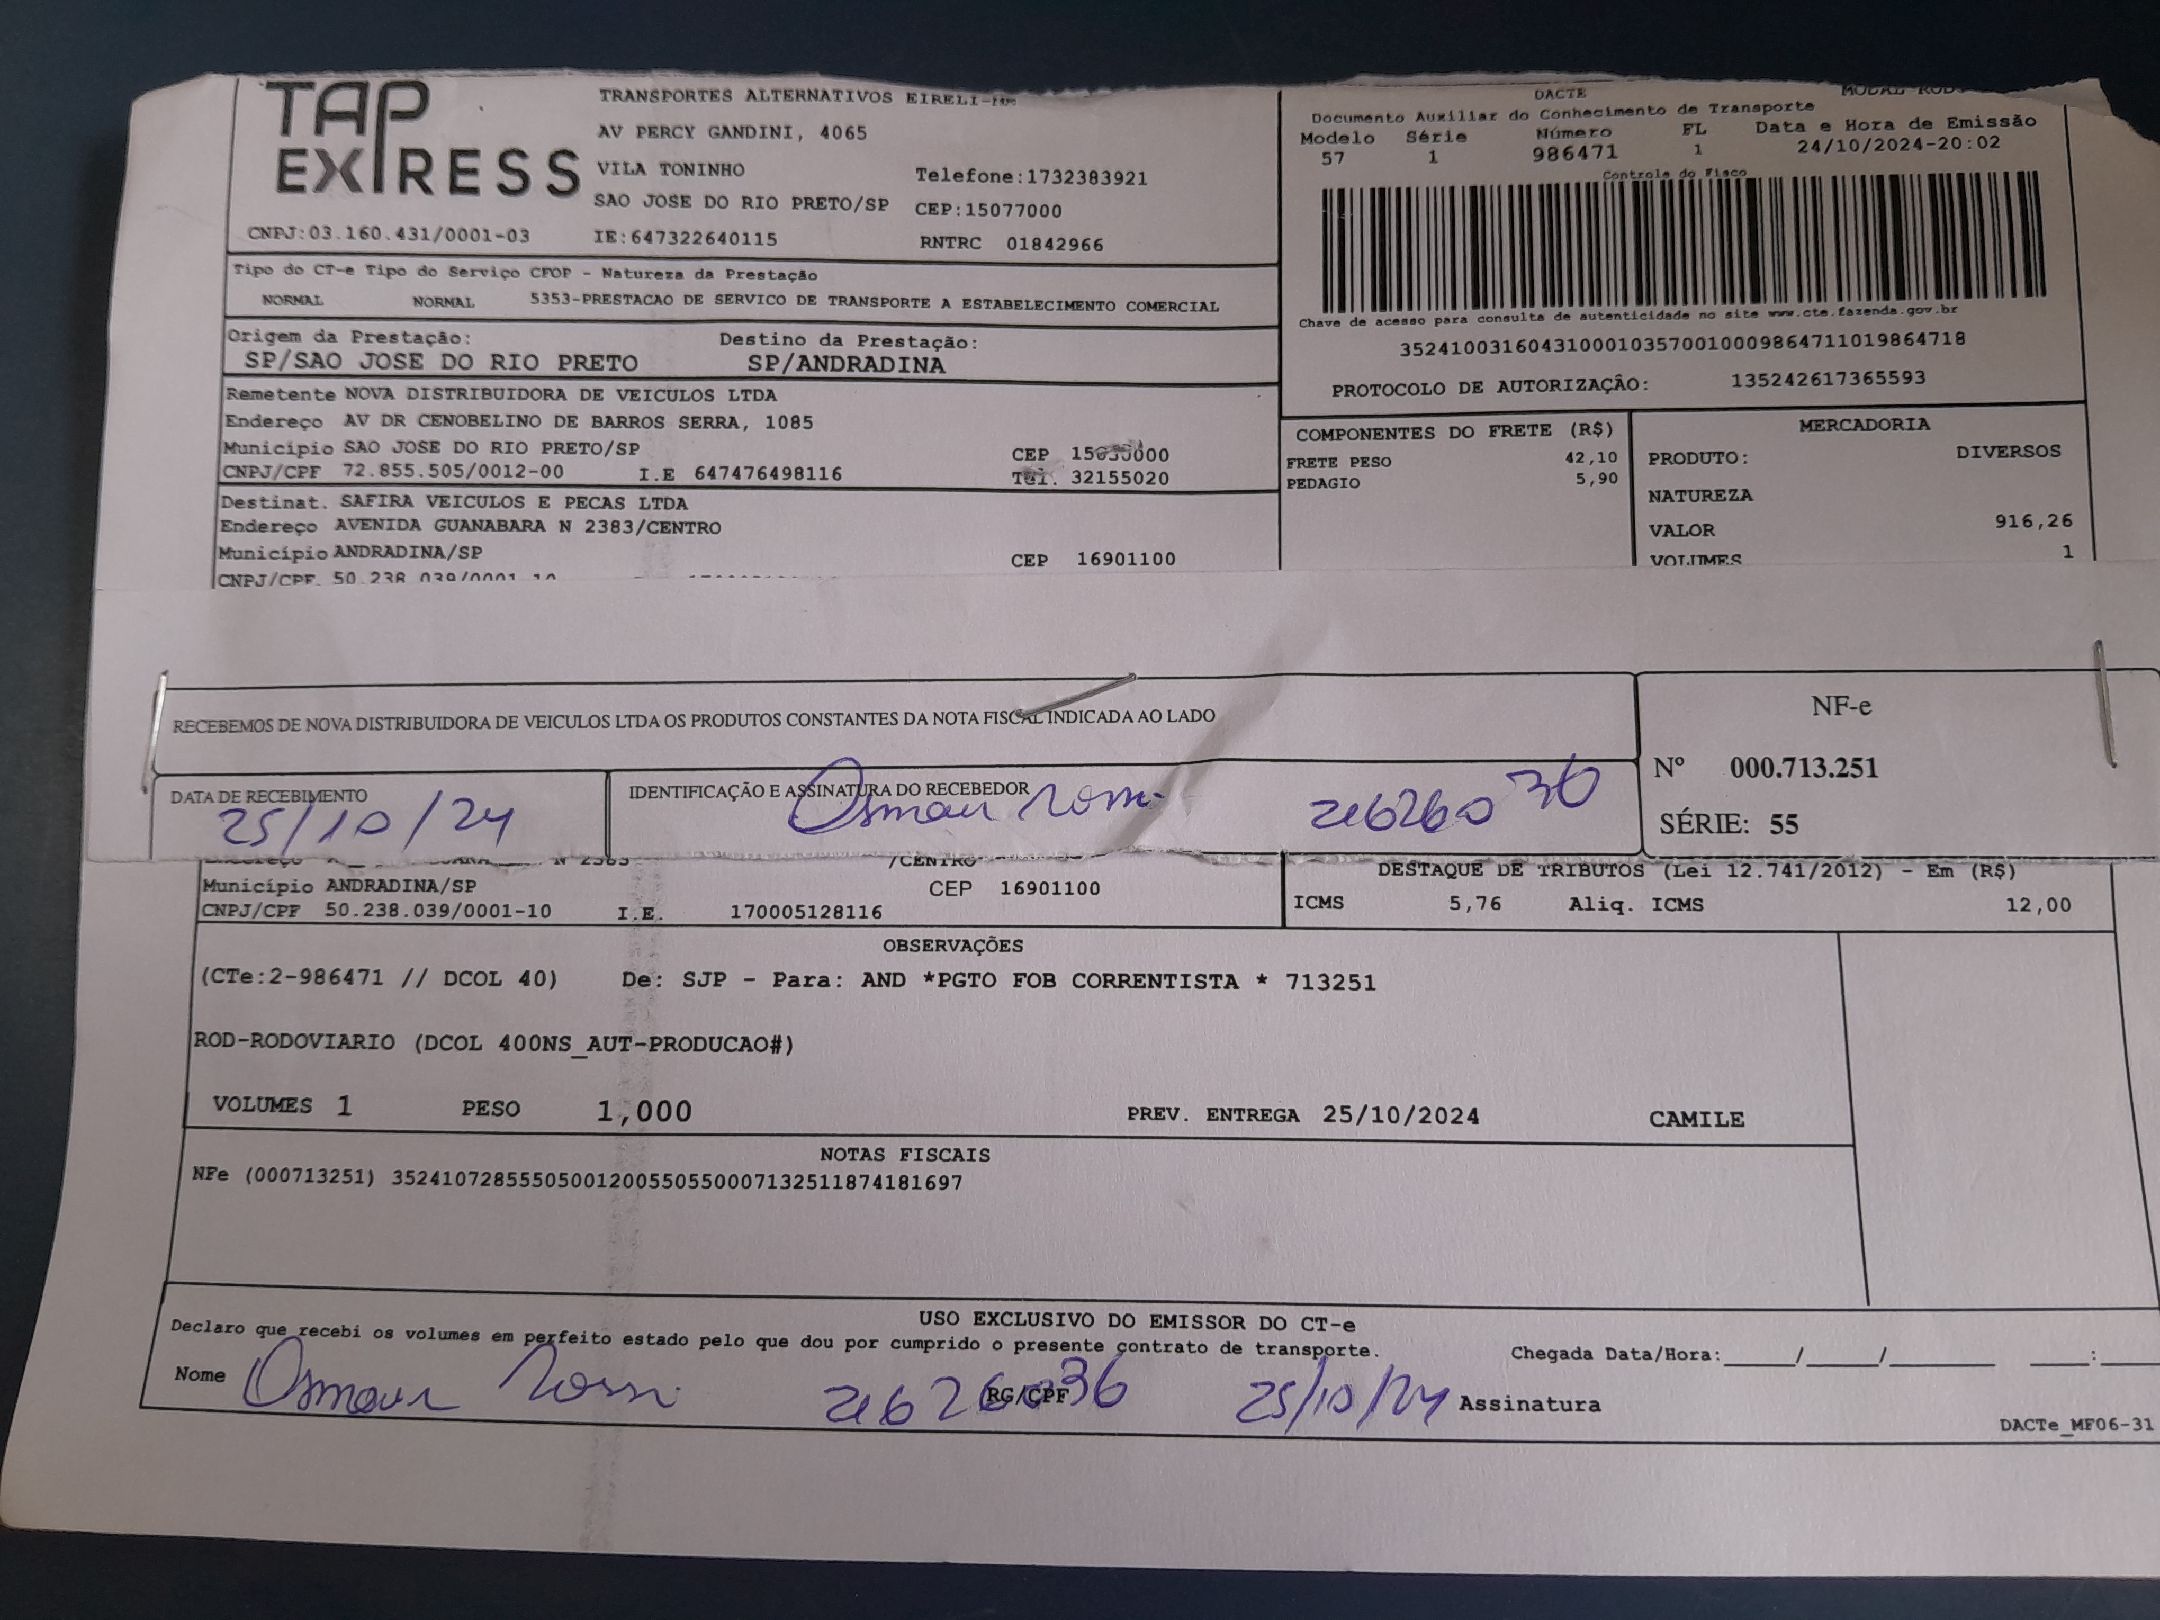 TAP EXPRESS
TRANSPORTES ALTERNATIVOS EIRELI
AV PERCY GANDINI, 4065
VILA TONINHO Telefone:1732383921
SAO JOSE DO RIO PRETO/SP CEP:15077000
CNPJ:03.160.431/0001-03 IE:647322640115 RNTRC 01842966
DACTE
Documento Auxiliar do Conhecimento de Transporte
Modelo Série Número FL Data e Hora de Emissão
57 1 986471 1 24/10/2024-20:02
Controle do Fisco
Chave de acesso para consulta de autenticidade no site www.cte.fazenda.gov.br
35241003160431000103570010009864711019864718
PROTOCOLO DE AUTORIZAÇÃO: 135242617365593
Tipo do CT-e Tipo do Serviço CFOP - Natureza da Prestação
NORMAL NORMAL 5353-PRESTACAO DE SERVICO DE TRANSPORTE A ESTABELECIMENTO COMERCIAL
Origem da Prestação: Destino da Prestação:
SP/SAO JOSE DO RIO PRETO SP/ANDRADINA
Remetente NOVA DISTRIBUIDORA DE VEICULOS LTDA
Endereço AV DR CENOBELINO DE BARROS SERRA, 1085
Município SAO JOSE DO RIO PRETO/SP CEP
CNPJ/CPF 72.855.505/0012-00 I.E 647476498116 Tel. 32155020
Destinat. SAFIRA VEICULOS E PECAS LTDA
Endereço AVENIDA GUANABARA N 2383/CENTRO
Município ANDRADINA/SP CEP 16901100
CNPJ/CPF. 50.238.039/0001-10
COMPONENTES DO FRETE (R$)
FRETE PESO 42,10
PEDAGIO 5,90
MERCADORIA
PRODUTO: DIVERSOS
NATUREZA
VALOR 916,26
VOLUMES 1
RECEBEMOS DE NOVA DISTRIBUIDORA DE VEICULOS LTDA OS PRODUTOS CONSTANTES DA NOTA FISCAL INDICADA AO LADO
DATA DE RECEBIMENTO
25/10/24
IDENTIFICAÇÃO E ASSINATURA DO RECEBEDOR
NF-e
Nº 000.713.251
SÉRIE: 55
N 2383 /CENTRO
Município ANDRADINA/SP CEP 16901100
CNPJ/CPF 50.238.039/0001-10 I.E. 170005128116
DESTAQUE DE TRIBUTOS (Lei 12.741/2012) - Em (R$)
ICMS 5,76 Aliq. ICMS 12,00
OBSERVAÇÕES
(CTe:2-986471 // DCOL 40) De: SJP - Para: AND *PGTO FOB CORRENTISTA * 713251
ROD-RODOVIARIO (DCOL 400NS_AUT-PRODUCAO#)
VOLUMES 1 PESO 1,000 PREV. ENTREGA 25/10/2024 CAMILE
NOTAS FISCAIS
NFe (000713251) 35241072855505001200550550007132511874181697
USO EXCLUSIVO DO EMISSOR DO CT-e
Declaro que recebi os volumes em perfeito estado pelo que dou por cumprido o presente contrato de transporte.
Chegada Data/Hora:_____/_____/_________ _____:_____
Nome RG/CPF 25/10/24 Assinatura
DACTe_MF06-31